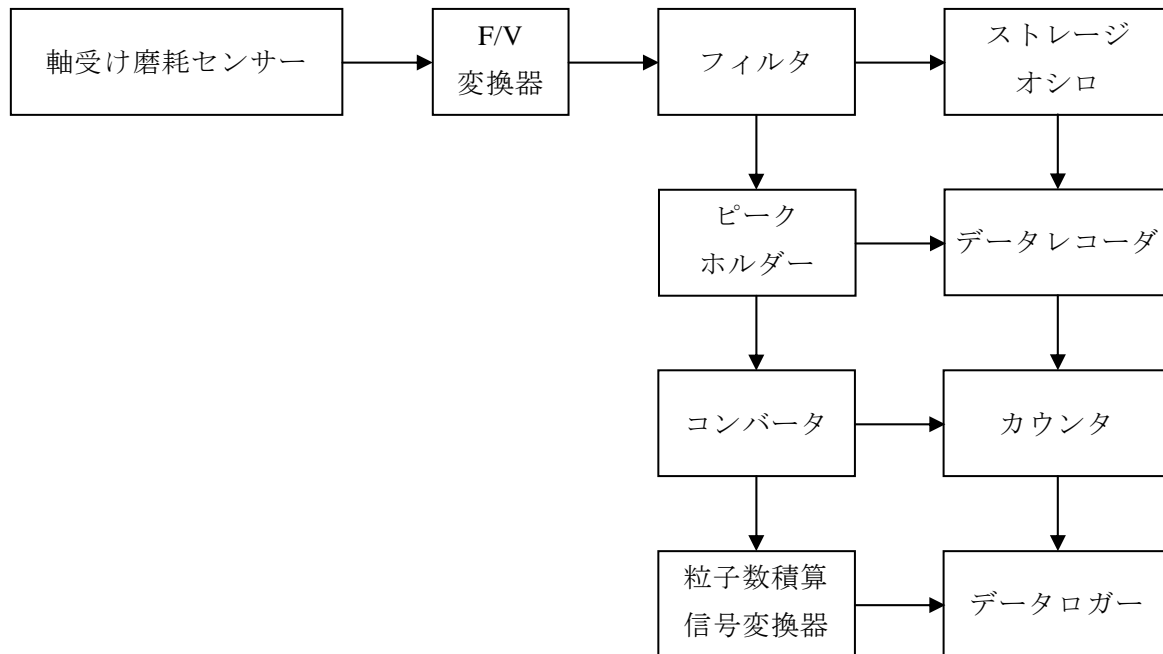 軸受け磨耗センサー
F/V
変換器
フィルタ
ストレージ
オシロ
ピーク
ホルダー
データレコーダ
コンバータ
カウンタ
粒子数積算
信号変換器
データロガー